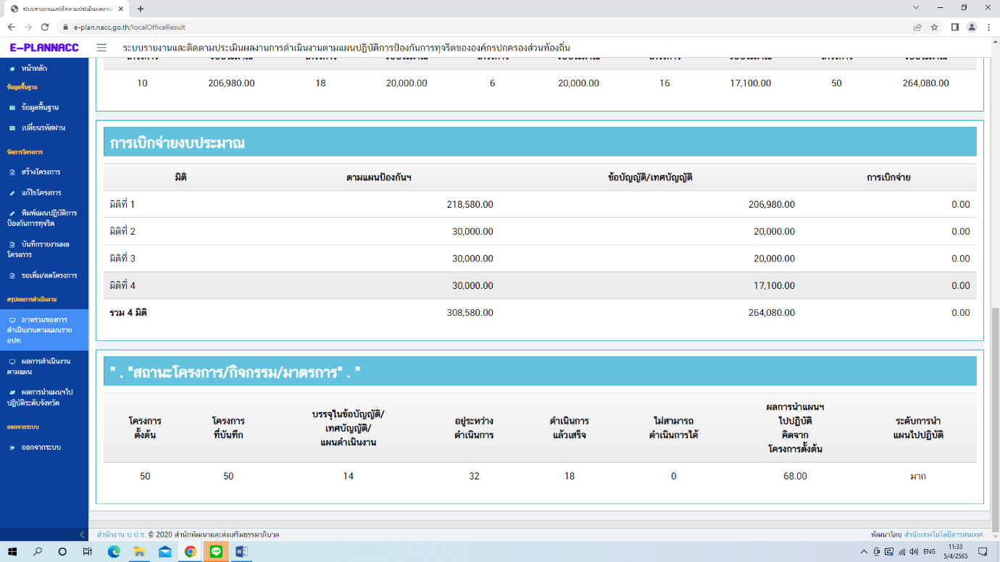 ระบบรายงานและติดตามประเมินผลงาน
e-plan.nacc.go.th/localOfficeResult
E-PLANNACC
ระบบรายงานและติดตามประเมินผลงานการดำเนินงานตามแผนปฏิบัติการป้องกันการทุจริตขององค์กรปกครองส่วนท้องถิ่น
หน้าหลัก
ข้อมูลพื้นฐาน
ข้อมูลพื้นฐาน
เปลี่ยนรหัสผ่าน
จัดการโครงการ
สร้างโครงการ
แก้ไขโครงการ
พิมพ์แผนปฏิบัติการ
ป้องกันการทุจริต
บันทึกรายงานผล
โครงการ
ขอเพิ่ม/ลดโครงการ
สรุปผลการดำเนินงาน
ภาพรวมของการ
ดำเนินงานตามแผนราย
อปท.
ผลการดำเนินงาน
ตามแผน
ผลการนำแผนฯไป
ปฏิบัติระดับจังหวัด
ออกจากระบบ
ออกจากระบบ
10 206,980.00 18 20,000.00 6 20,000.00 16 17,100.00 50 264,080.00
การเบิกจ่ายงบประมาณ
มิติ ตามแผนป้องกันฯ ข้อบัญญัติ/เทศบัญญัติ การเบิกจ่าย
มิติที่ 1 218,580.00 206,980.00 0.00
มิติที่ 2 30,000.00 20,000.00 0.00
มิติที่ 3 30,000.00 20,000.00 0.00
มิติที่ 4 30,000.00 17,100.00 0.00
รวม 4 มิติ 308,580.00 264,080.00 0.00
" . "สถานะโครงการ/กิจกรรม/มาตรการ" . "
โครงการ
ตั้งต้น
โครงการ
ที่บันทึก
บรรจุในข้อบัญญัติ/
เทศบัญญัติ/
แผนดำเนินงาน
อยู่ระหว่าง
ดำเนินการ
ดำเนินการ
แล้วเสร็จ
ไม่สามารถ
ดำเนินการได้
ผลการนำแผนฯ
ไปปฏิบัติ
คิดจาก
โครงการตั้งต้น
ระดับการนำ
แผนไปปฏิบัติ
50 50 14 32 18 0 68.00 มาก
สำนักงาน ป.ป.ช. © 2020 สำนักพัฒนาและส่งเสริมธรรมาภิบาล
พัฒนาโดย สำนักเทคโนโลยีสารสนเทศ
ENG
11:33
5/4/2565